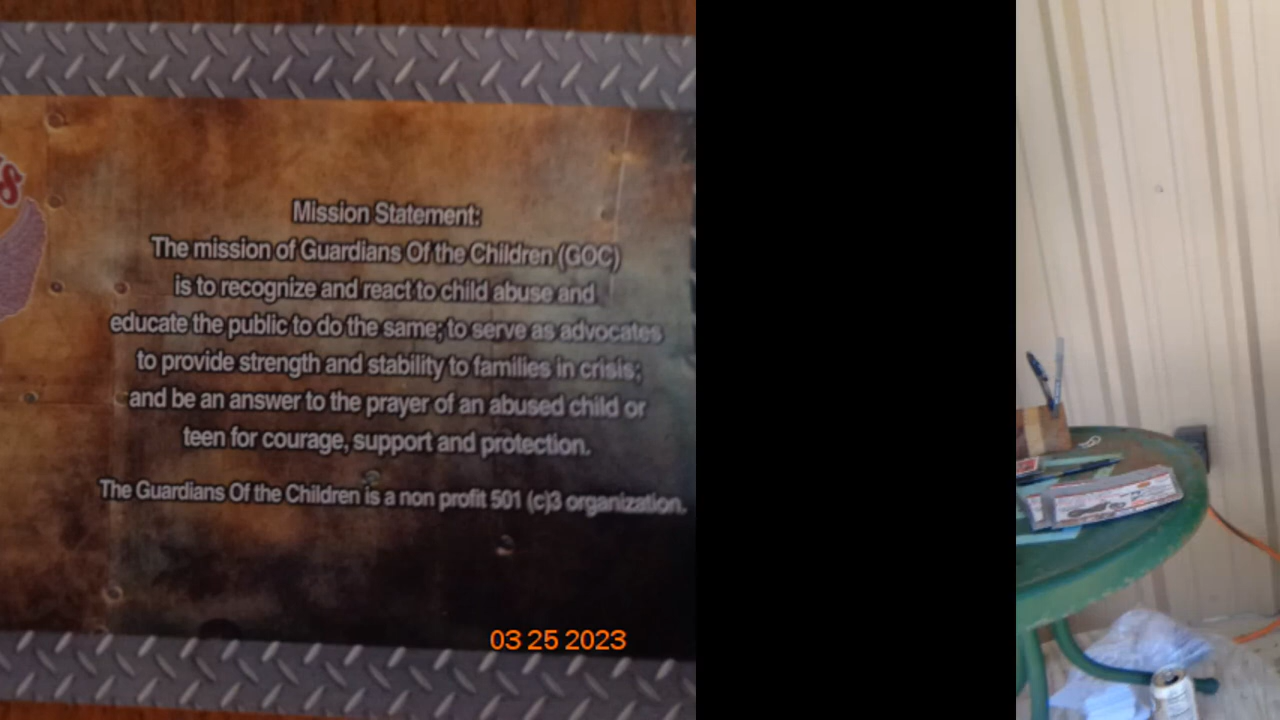 Mission Statement:
The mission of Guardians Of the Children (GOC)
is to recognize and react to child abuse and
educate the public to do the same; to serve as advocates
to provide strength and stability to families in crisis;
and be an answer to the prayer of an abused child or
teen for courage, support and protection.
The Guardians Of the Children is a non profit 501 (c)3 organization.
03 25 2023